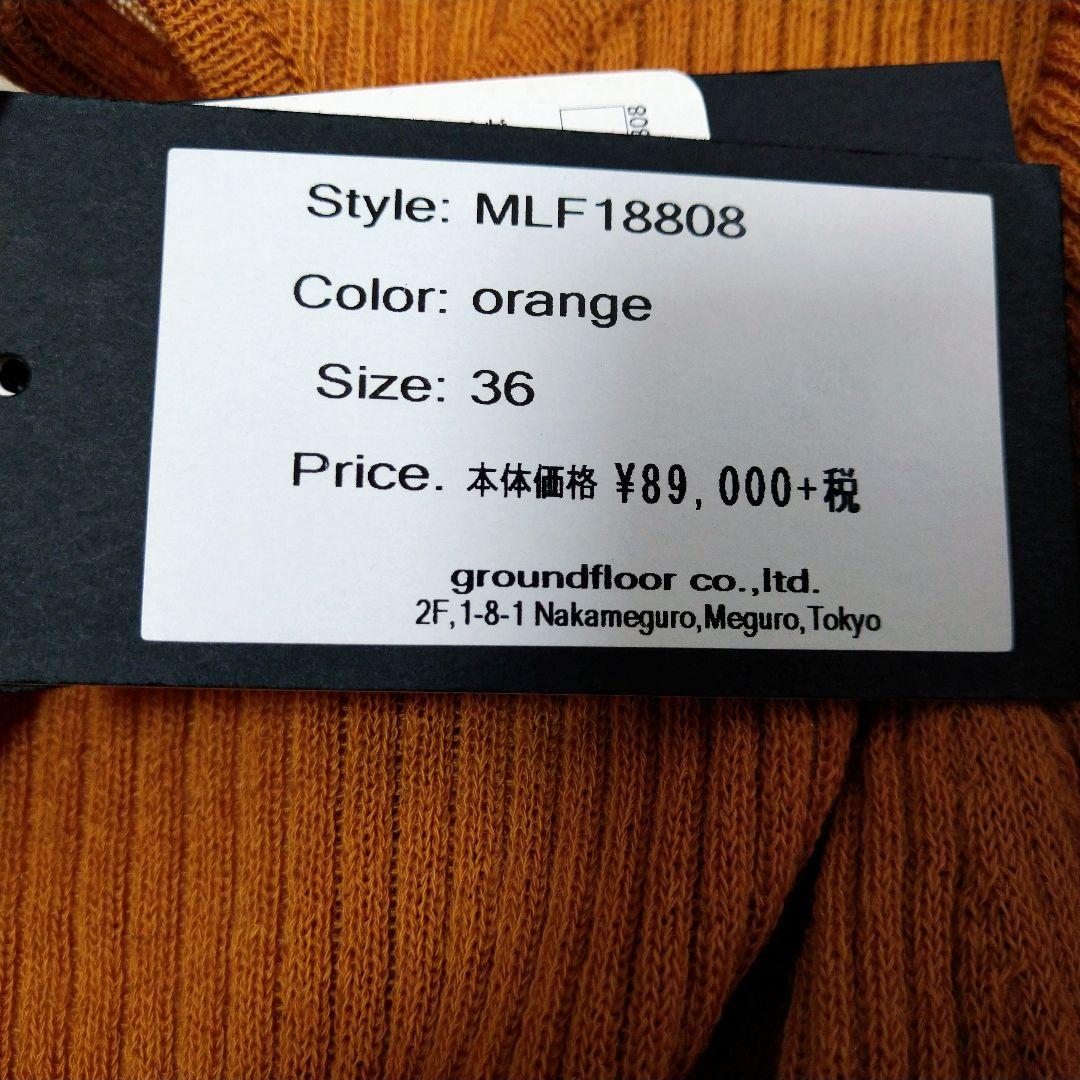 808
Style: MLF18808
Color: orange
Size: 36
Price. 本体価格 ¥89,000+税
groundfloor co.,ltd.
2F,1-8-1 Nakameguro,Meguro,Tokyo